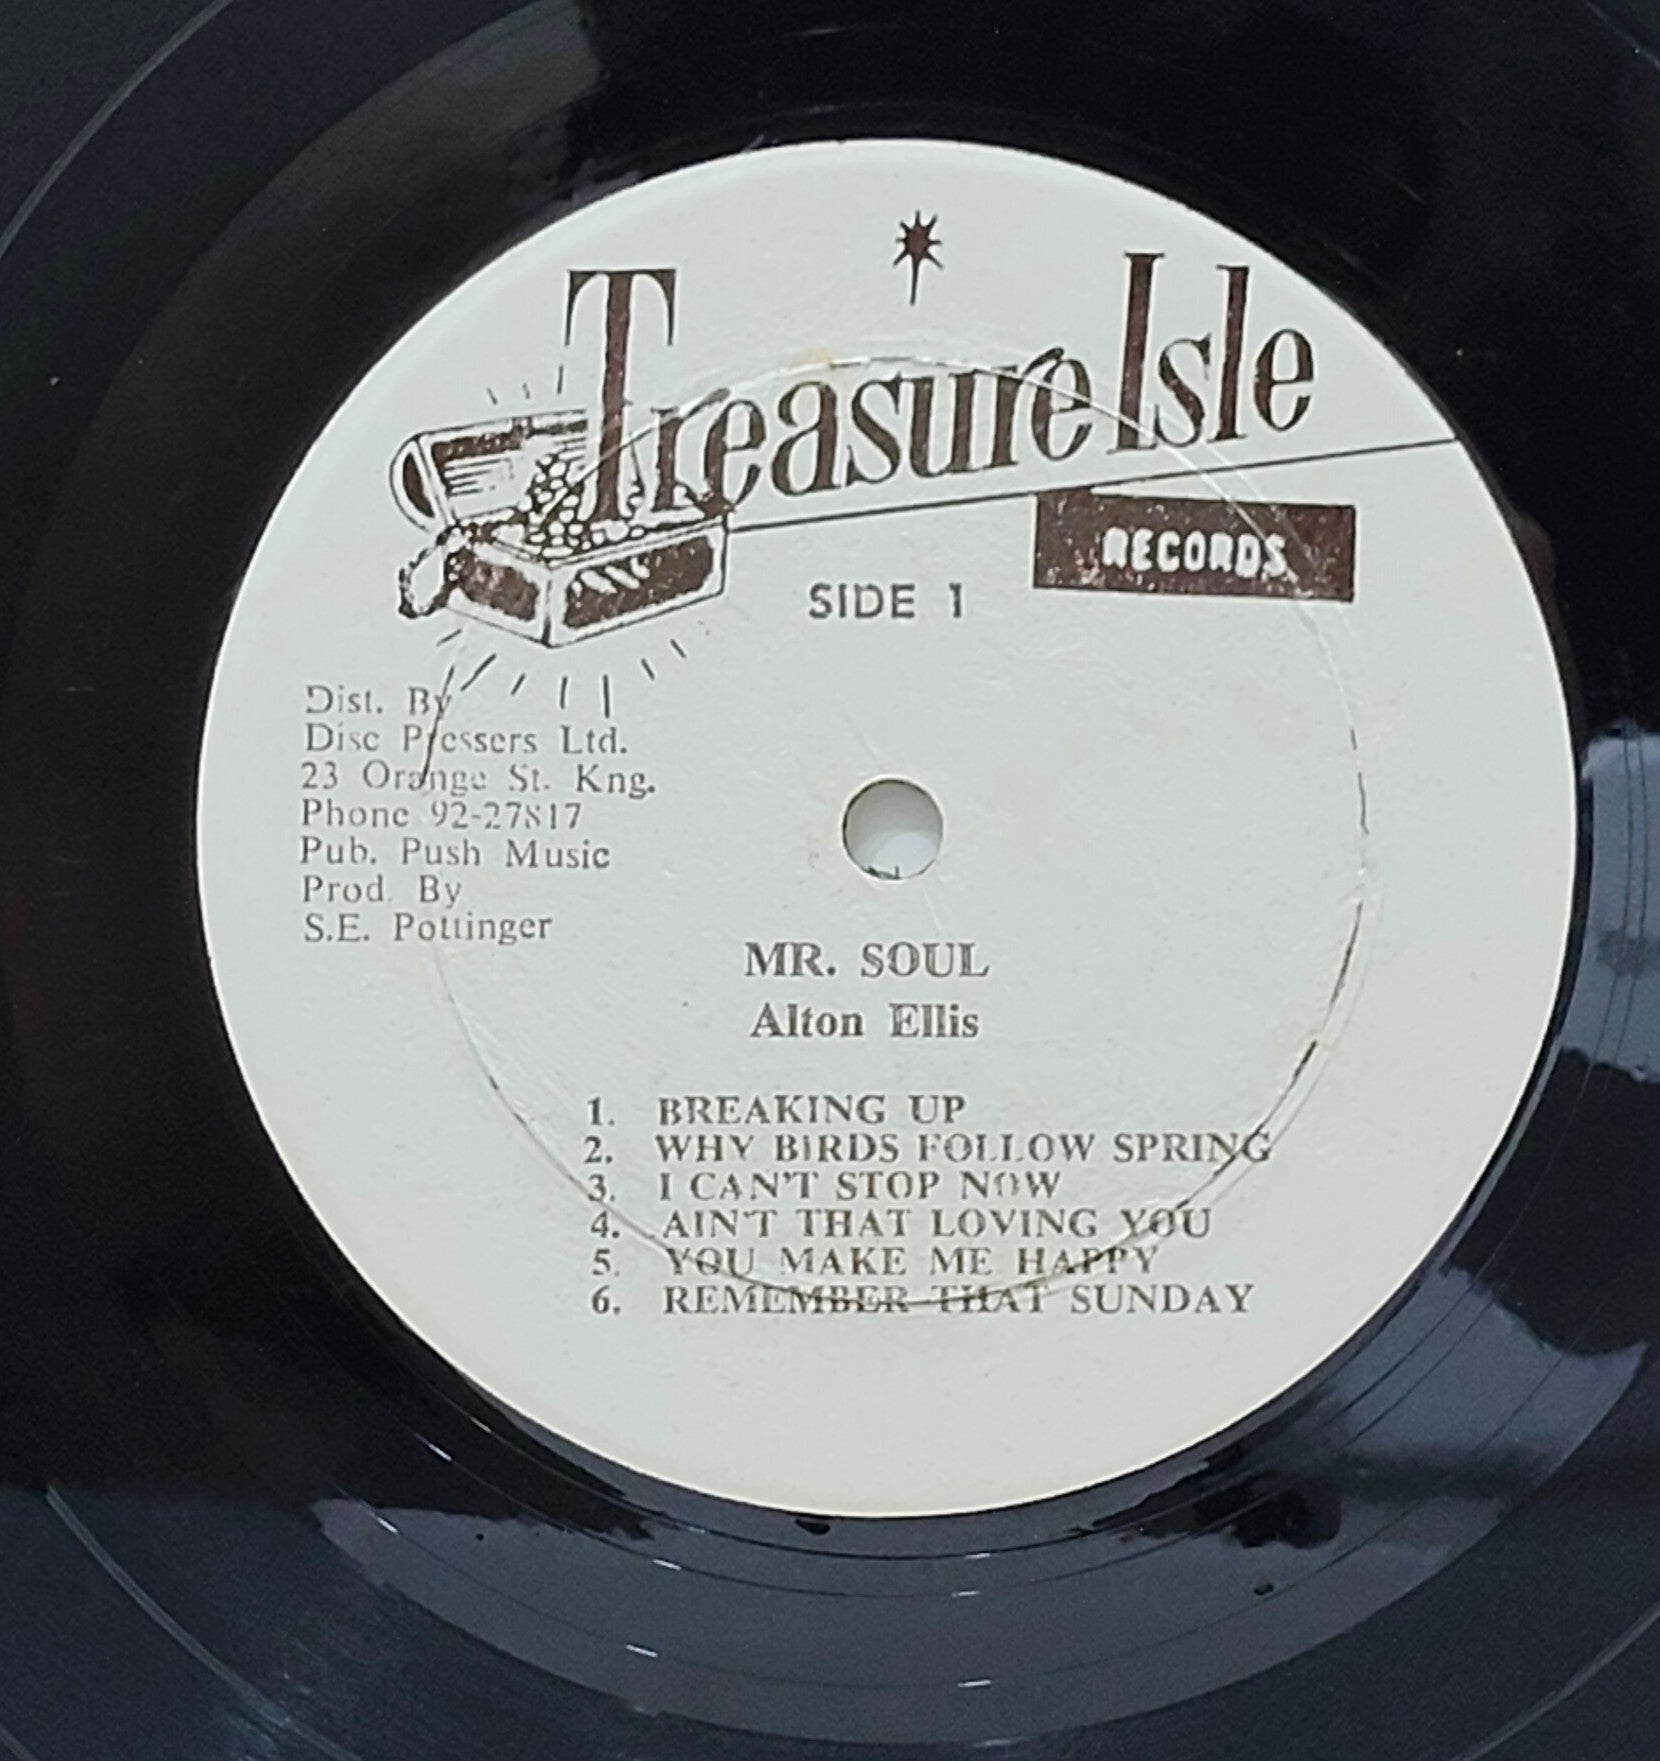 Treasure Isle
RECORDS
SIDE 1
Dist. By
Disc Pressers Ltd.
23 Orange St. Kng.
Phone 92-27817
Pub. Push Music
Prod. By
S.E. Pottinger
MR. SOUL
Alton Ellis
1. BREAKING UP
2. WHY BIRDS FOLLOW SPRING
3. I CAN'T STOP NOW
4. AIN'T THAT LOVING YOU
5. YOU MAKE ME HAPPY
6. REMEMBER THAT SUNDAY